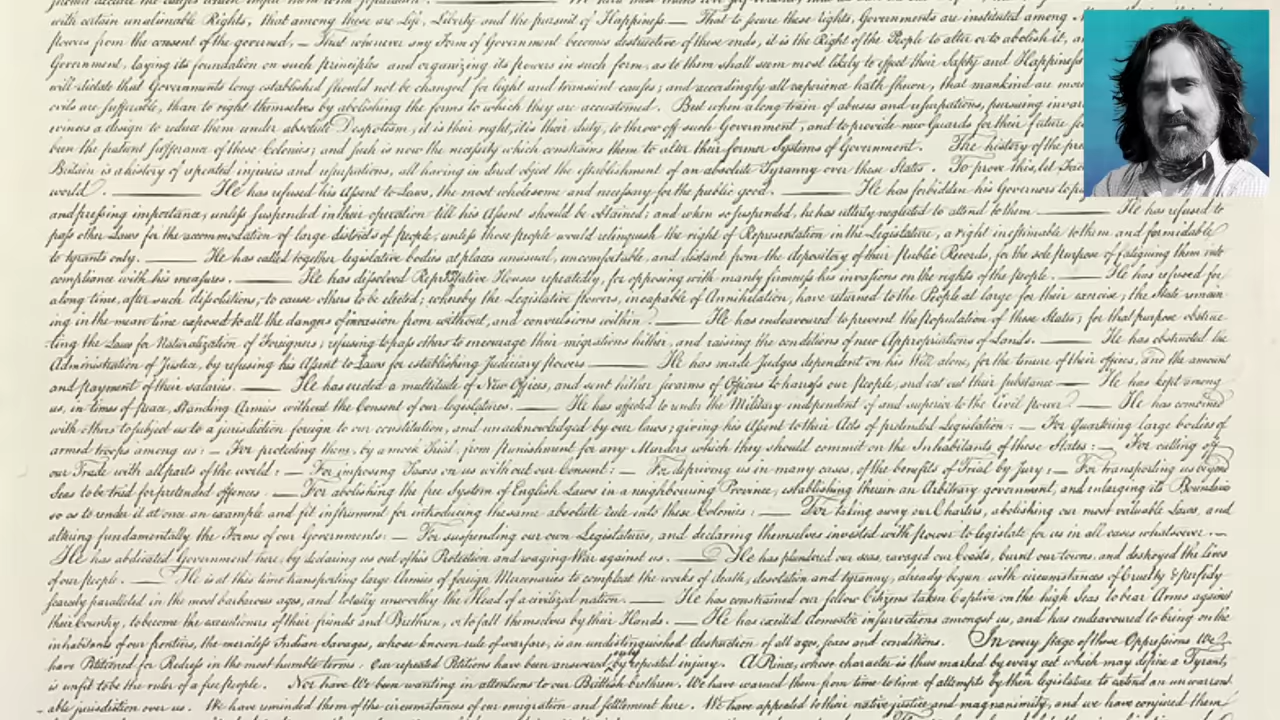 should declare the causes which impel them to the separation. ——— We hold these truths to be self-evident, that all men are created equal, that they are endowed by their Creator
with certain unalienable Rights, that among these are Life, Liberty and the pursuit of Happiness. — That to secure these rights, Governments are instituted among
powers from the consent of the governed, — That whenever any Form of Government becomes destructive of these ends, it is the Right of the People to alter or to abolish it,
Government, laying its foundation on such principles and organizing its powers in such form, as to them shall seem most likely to effect their Safety and Happiness
will dictate that Governments long established should not be changed for light and transient causes; and accordingly all experience hath shewn, that mankind are
evils are sufferable, than to right themselves by abolishing the forms to which they are accustomed. But when a long train of abuses and usurpations, pursuing
evinces a design to reduce them under absolute Despotism, it is their right, it is their duty, to throw off such Government, and to provide new Guards for their future
been the patient sufferance of these Colonies; and such is now the necessity which constrains them to alter their former Systems of Government. The history of the
Britain is a history of repeated injuries and usurpations, all having in direct object the establishment of an absolute Tyranny over these States. To prove this, let
world. ——— He has refused his Assent to Laws, the most wholesome and necessary for the public good. ——— He has forbidden his Governors to
and pressing importance, unless suspended in their operation till his Assent should be obtained; and when so suspended, he has utterly neglected to attend to them. ——— He has refused to
pass other Laws for the accommodation of large districts of people, unless those people would relinquish the right of Representation in the Legislature, a right inestimable to them and formidable
to tyrants only. ——— He has called together legislative bodies at places unusual, uncomfortable, and distant from the depository of their Public Records, for the sole purpose of fatiguing them into
compliance with his measures. ——— He has dissolved Representative Houses repeatedly, for opposing with manly firmness his invasions on the rights of the people. ——— He has refused for
a long time, after such dissolutions, to cause others to be elected; whereby the Legislative powers, incapable of Annihilation, have returned to the People at large for their exercise; the State remain
ing in the mean time exposed to all the dangers of invasion from without, and convulsions within. ——— He has endeavoured to prevent the population of these States; for that purpose obstruc
ting the Laws for Naturalization of Foreigners; refusing to pass others to encourage their migrations hither, and raising the conditions of new Appropriations of Lands. ——— He has obstructed the
Administration of Justice, by refusing his Assent to Laws for establishing Judiciary powers ——— He has made Judges dependent on his Will alone, for the tenure of their offices, and the amount
and payment of their salaries. ——— He has erected a multitude of New Offices, and sent hither swarms of Officers to harrass our people, and eat out their substance. ——— He has kept among
us, in times of peace, Standing Armies without the Consent of our legislatures. ——— He has affected to render the Military independent of and superior to the Civil power. ——— He has combined
with others to subject us to a jurisdiction foreign to our constitution, and unacknowledged by our laws; giving his Assent to their Acts of pretended Legislation: — For Quartering large bodies of
armed troops among us: — For protecting them, by a mock Trial, from punishment for any Murders which they should commit on the Inhabitants of these States: — For cutting off
our Trade with all parts of the world: — For imposing Taxes on us without our Consent: — For depriving us in many cases, of the benefits of Trial by Jury: — For transporting us beyond
Seas to be tried for pretended offences — For abolishing the free System of English Laws in a neighbouring Province, establishing therein an Arbitrary government, and enlarging its Boundaries
so as to render it at once an example and fit instrument for introducing the same absolute rule into these Colonies: — For taking away our Charters, abolishing our most valuable Laws, and
altering fundamentally the Forms of our Governments: — For suspending our own Legislatures, and declaring themselves invested with power to legislate for us in all cases whatsoever. —
He has abdicated Government here, by declaring us out of his Protection and waging War against us. ——— He has plundered our seas, ravaged our Coasts, burnt our towns, and destroyed the lives
of our people. ——— He is at this time transporting large Armies of foreign Mercenaries to compleat the works of death, desolation and tyranny, already begun with circumstances of Cruelty & perfidy
scarcely paralleled in the most barbarous ages, and totally unworthy the Head of a civilized nation. ——— He has constrained our fellow Citizens taken Captive on the high Seas to bear Arms against
their Country, to become the executioners of their friends and Brethren, or to fall themselves by their Hands. ——— He has excited domestic insurrections amongst us, and has endeavoured to bring on the
inhabitants of our frontiers, the merciless Indian Savages, whose known rule of warfare, is an undistinguished destruction of all ages, sexes and conditions. In every stage of these Oppressions We
have Petitioned for Redress in the most humble terms: Our repeated Petitions have been answered only by repeated injury. A Prince, whose character is thus marked by every act which may define a Tyrant,
is unfit to be the ruler of a free people. Nor have We been wanting in attentions to our Brittish brethren. We have warned them from time to time of attempts by their legislature to extend an unwarrant
able jurisdiction over us. We have reminded them of the circumstances of our emigration and settlement here. We have appealed to their native justice and magnanimity, and we have conjured them